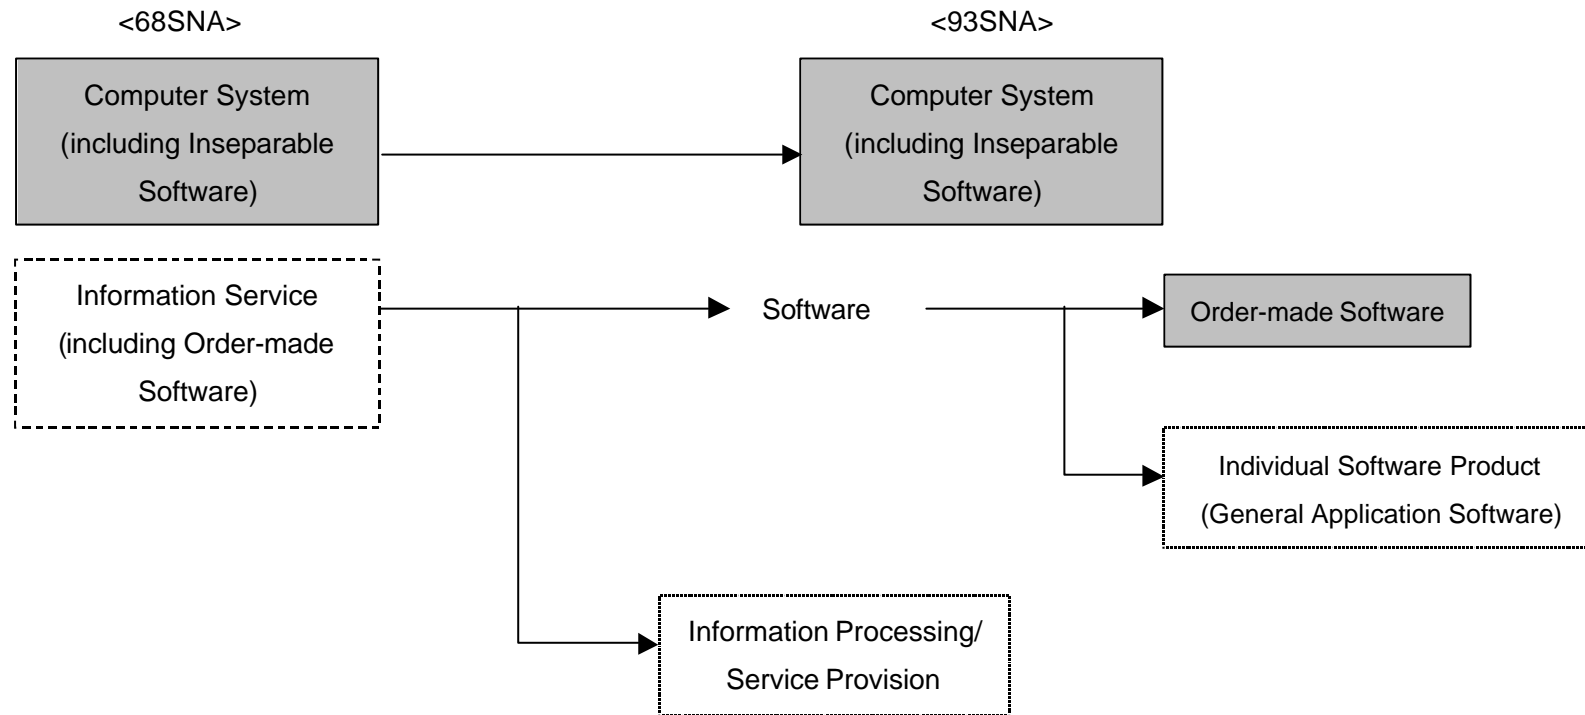 <68SNA>
<93SNA>
Computer System
(including Inseparable
Software)
Computer System
(including Inseparable
Software)
Information Service
(including Order-made
Software)
Software
Order-made Software
Individual Software Product
(General Application Software)
Information Processing/
Service Provision